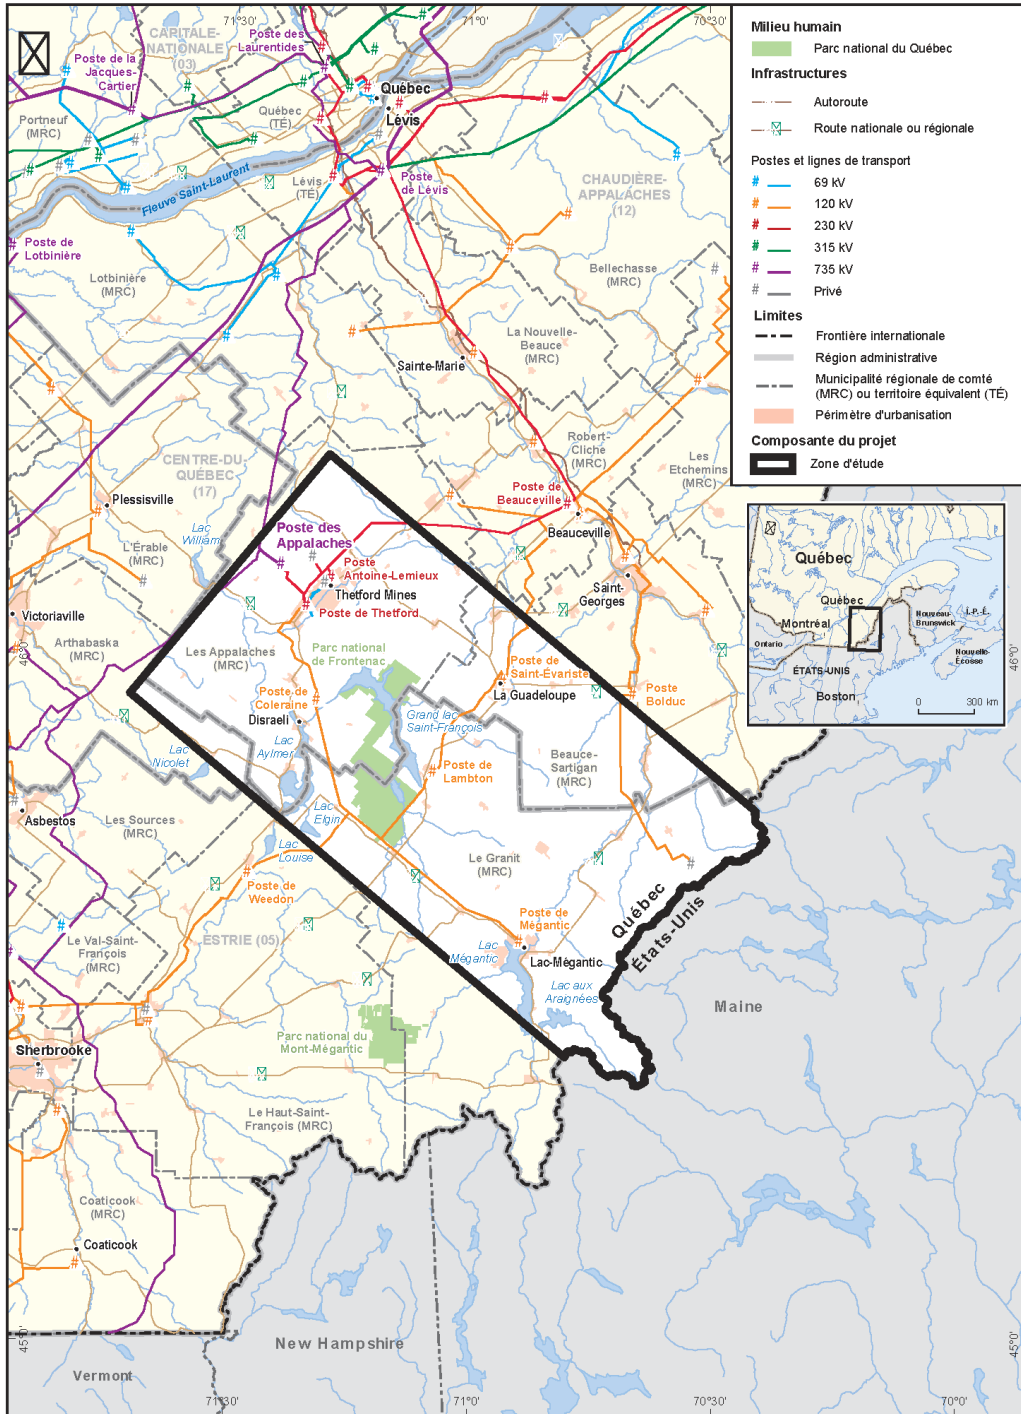 71°30'
71°0'
70°30'
CAPITALE-
NATIONALE
(03)
Poste des
Laurentides
Poste de la
Jacques-
Cartier
Québec
Lévis
Portneuf
(MRC)
Québec
(TÉ)
Fleuve Saint-Laurent
Lévis
(TÉ)
Poste
de Lévis
CHAUDIÈRE-
APPALACHES
(12)
Poste de
Lotbinière
Lotbinière
(MRC)
Bellechasse
(MRC)
La Nouvelle-
Beauce
(MRC)
Sainte-Marie
Robert-
Cliche
(MRC)
Les
Etchemins
(MRC)
CENTRE-DU-
QUÉBEC
(17)
Plessisville
Lac
William
L'Érable
(MRC)
Poste de
Beauceville
Beauceville
Poste des
Appalaches
Poste
Antoine-Lemieux
Thetford Mines
Poste de Thetford
Saint-
Georges
Victoriaville
Arthabaska
(MRC)
46°0'
46°0'
Les Appalaches
(MRC)
Parc national
de Frontenac
Poste de
Saint-Évariste
La Guadeloupe
Poste
Bolduc
Poste de
Coleraine
Disraeli
Grand lac
Saint-François
Lac
Aylmer
Lac
Nicolet
Poste de
Lambton
Beauce-
Sartigan
(MRC)
Asbestos
Les Sources
(MRC)
Lac
Elgin
Lac
Louise
Le Granit
(MRC)
Poste de
Weedon
Poste de
Mégantic
Québec
États-Unis
ESTRIE (05)
Le Val-Saint-
François
(MRC)
Lac
Mégantic
Lac-Mégantic
Lac aux
Araignées
Maine
Parc national du
Mont-Mégantic
Sherbrooke
Le Haut-Saint-
François (MRC)
Coaticook
(MRC)
Coaticook
45°0'
45°0'
New Hampshire
Vermont
71°30'
71°0'
70°30'
70°0'
Milieu humain
Parc national du Québec
Infrastructures
Autoroute
Route nationale ou régionale
Postes et lignes de transport
# 69 kV
# 120 kV
# 230 kV
# 315 kV
# 735 kV
# Privé
Limites
Frontière internationale
Région administrative
Municipalité régionale de comté
(MRC) ou territoire équivalent (TÉ)
Périmètre d'urbanisation
Composante du projet
Zone d'étude
Québec
Québec
Montréal
Ontario
Nouveau-
Brunswick
Î.-P.-É.
Nouvelle-
Écosse
ÉTATS-UNIS
Boston
0 300 km